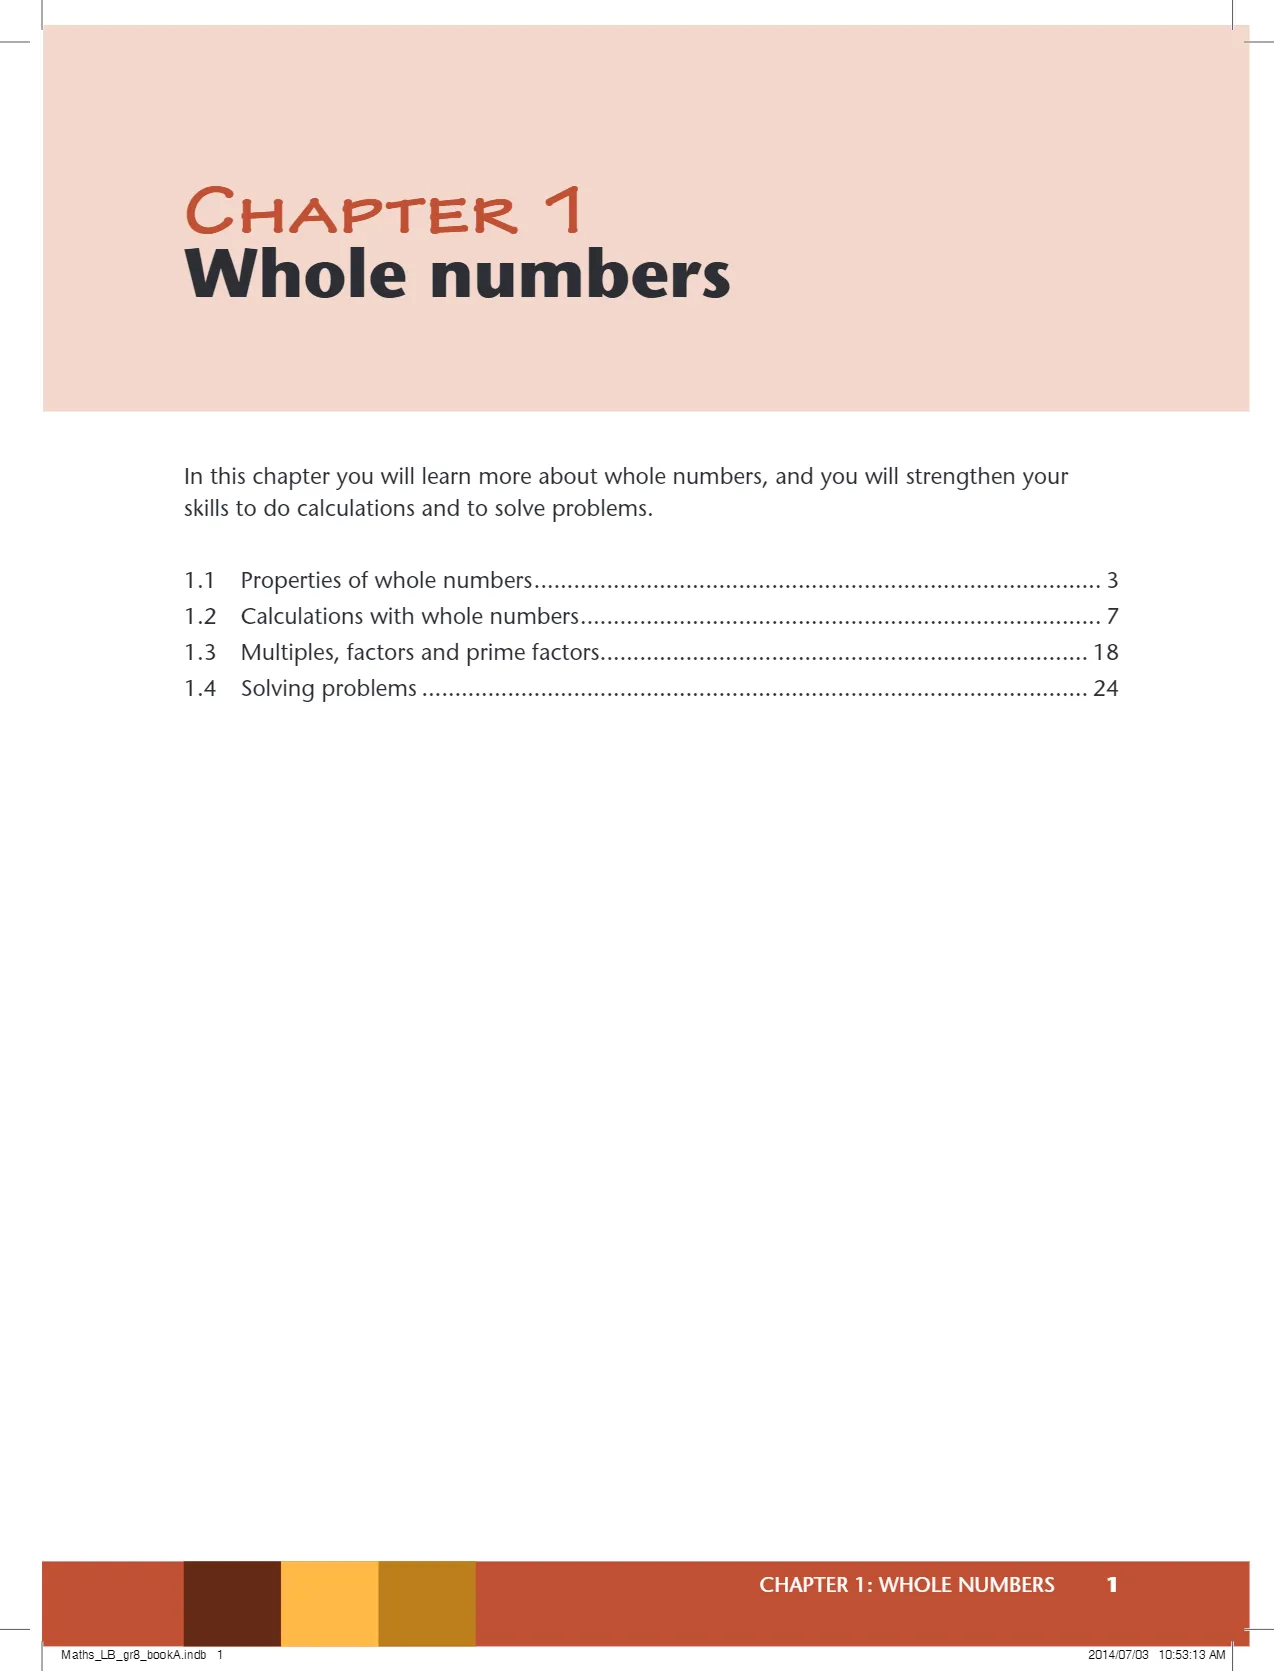 CHAPTER 1
Whole numbers
In this chapter you will learn more about whole numbers, and you will strengthen your
skills to do calculations and to solve problems.
1.1 Properties of whole numbers...................................................................................... 3
1.2 Calculations with whole numbers............................................................................... 7
1.3 Multiples, factors and prime factors.......................................................................... 18
1.4 Solving problems ..................................................................................................... 24
CHAPTER 1: WHOLE NUMBERS 1
Maths_LB_gr8_bookA.indb 1 2014/07/03 10:53:13 AM